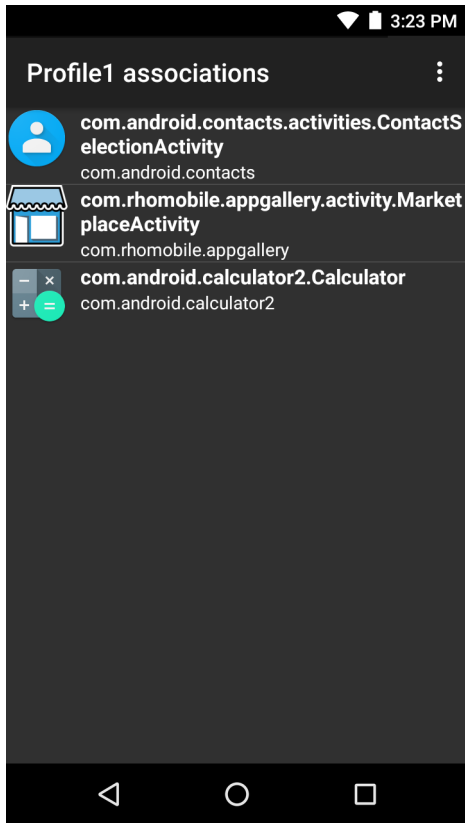 3:23 PM
Profile1 associations
com.android.contacts.activities.ContactS
electionActivity
com.android.contacts
com.rhomobile.appgallery.activity.Market
placeActivity
com.rhomobile.appgallery
com.android.calculator2.Calculator
com.android.calculator2